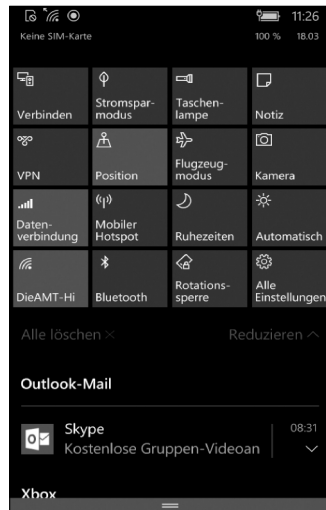 11:26
Keine SIM-Karte 100 % 18.03
Verbinden
Stromspar-
modus
Taschen-
lampe
Notiz
VPN
Position
Flugzeug-
modus
Kamera
Daten-
verbindung
Mobiler
Hotspot
Ruhezeiten
Automatisch
DieAMT-Hi
Bluetooth
Rotations-
sperre
Alle
Einstellungen
Alle löschen Reduzieren
Outlook-Mail
Skype 08:31
Kostenlose Gruppen-Videoan
Xbox